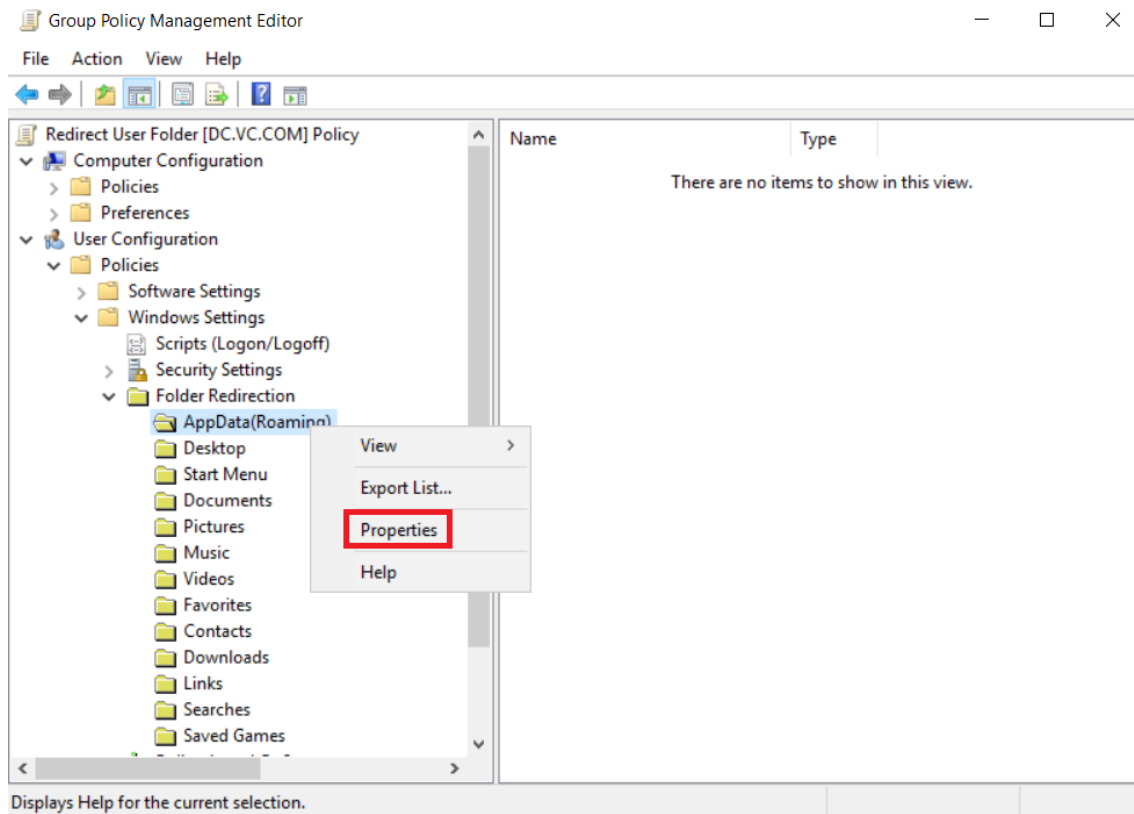 Group Policy Management Editor
File Action View Help
Redirect User Folder [DC.VC.COM] Policy
Computer Configuration
Policies
Preferences
User Configuration
Policies
Software Settings
Windows Settings
Scripts (Logon/Logoff)
Security Settings
Folder Redirection
AppData(Roaming)
Desktop
Start Menu
Documents
Pictures
Music
Videos
Favorites
Contacts
Downloads
Links
Searches
Saved Games
View
Export List...
Properties
Help
Name Type
There are no items to show in this view.
Displays Help for the current selection.